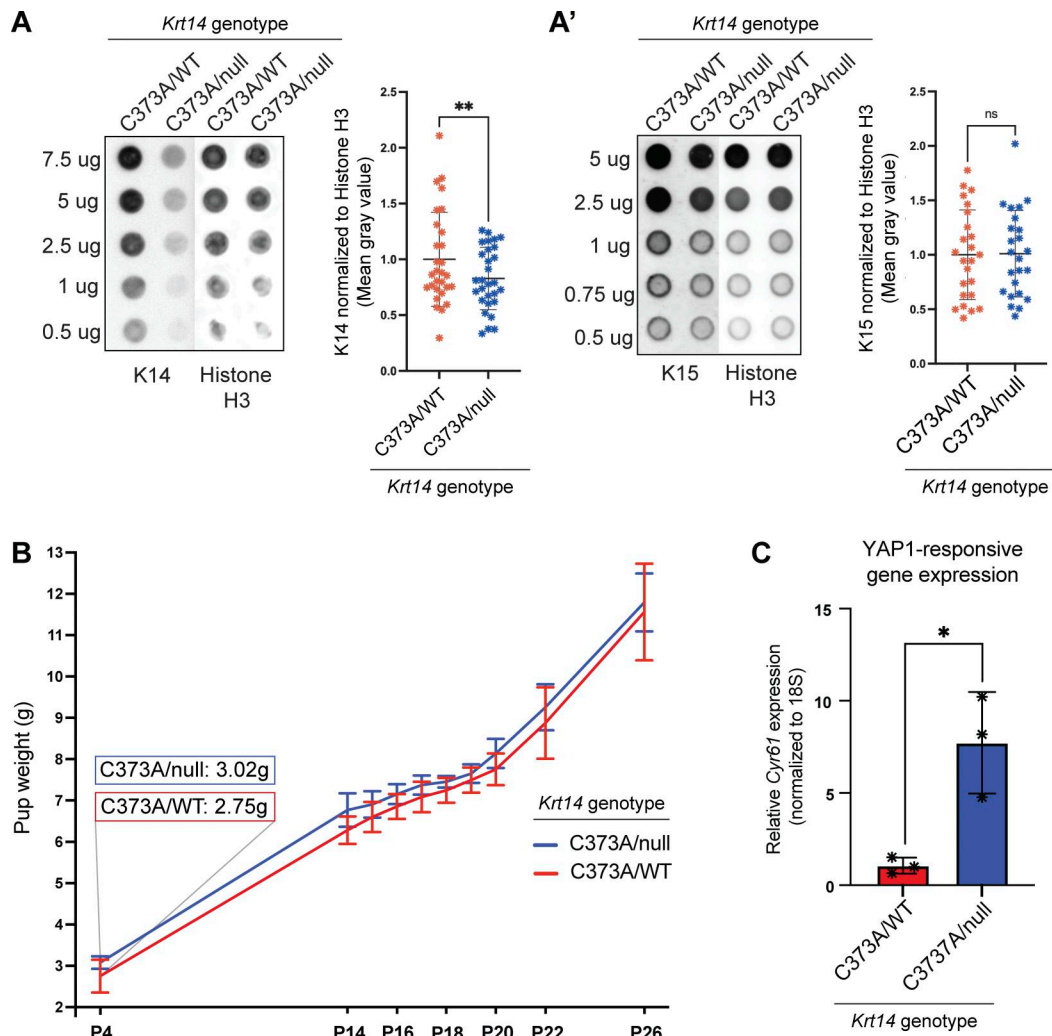 A
Krt14 genotype
C373A/WT
C373A/null
C373A/WT
C373A/null
7.5 ug
5 ug
2.5 ug
1 ug
0.5 ug
K14
Histone
H3
K14 normalized to Histone H3
(Mean gray value)
2.5
2.0
1.5
1.0
0.5
0.0
**
C373A/WT
C373A/null
Krt14 genotype
A'
Krt14 genotype
C373A/WT
C373A/null
C373A/WT
C373A/null
5 ug
2.5 ug
1 ug
0.75 ug
0.5 ug
K15
Histone
H3
K15 normalized to Histone H3
(Mean gray value)
2.5
2.0
1.5
1.0
0.5
0.0
ns
C373A/WT
C373A/null
Krt14 genotype
B
Pup weight (g)
13
12
11
10
9
8
7
6
5
4
3
2
C373A/null: 3.02g
C373A/WT: 2.75g
Krt14 genotype
C373A/null
C373A/WT
P4
P14
P16
P18
P20
P22
P26
C
YAP1-responsive
gene expression
Relative Cyr61 expression
(normalized to 18S)
15
10
5
0
*
C373A/WT
C3737A/null
Krt14 genotype